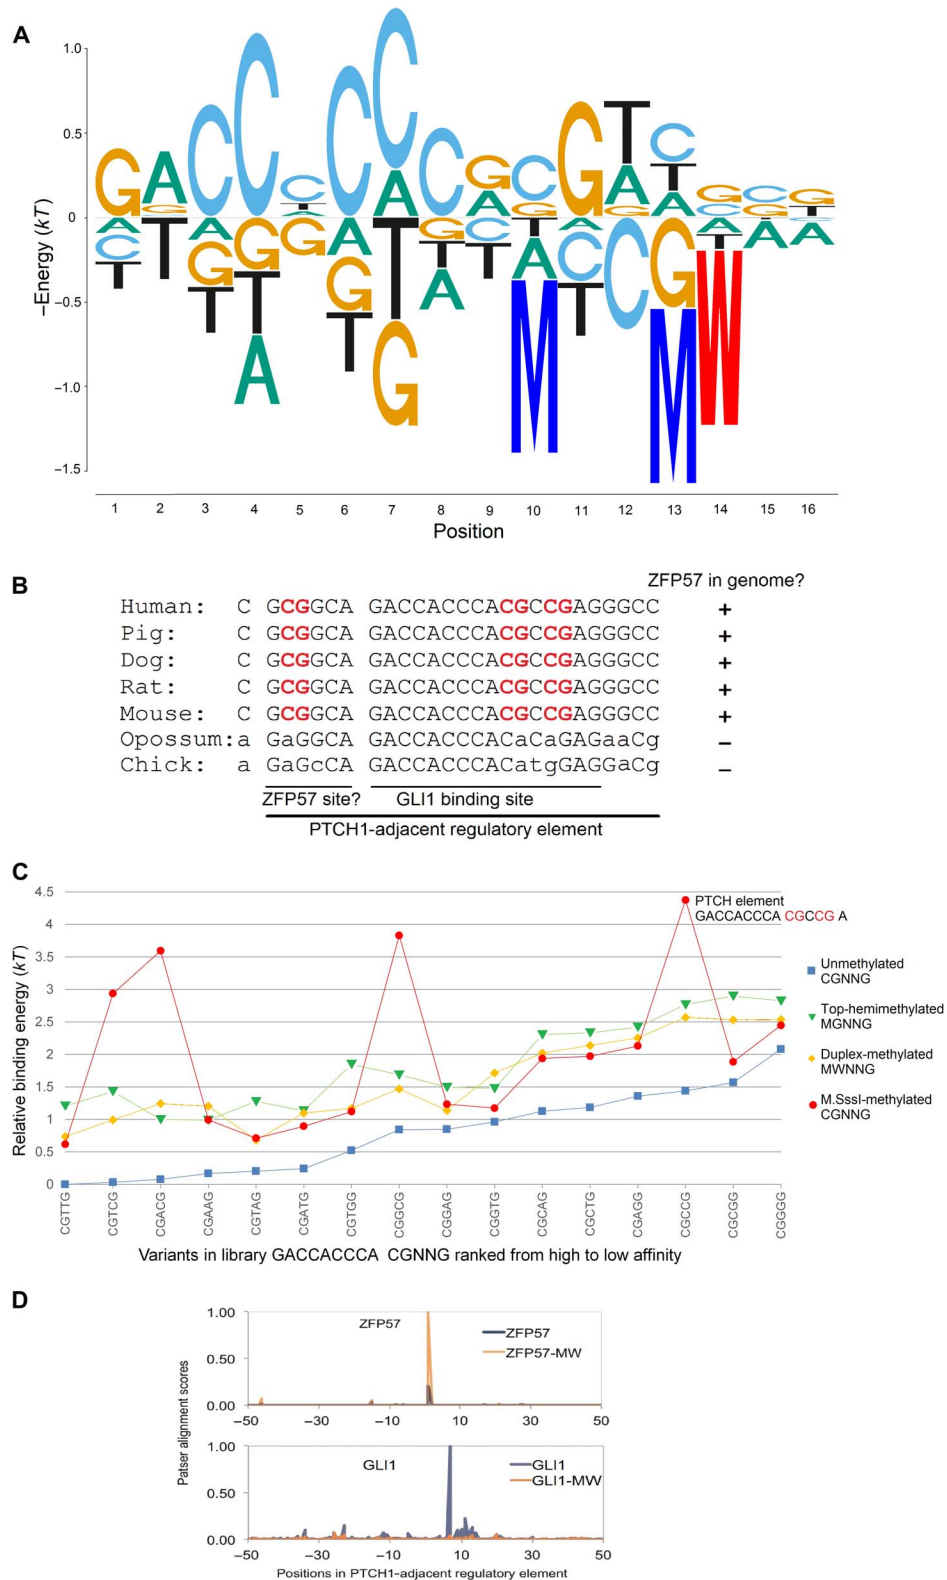 A
1.0
0.5
0
−0.5
−1.0
−1.5
−Energy (kT)
1 2 3 4 5 6 7 8 9 10 11 12 13 14 15 16
Position
B
ZFP57 in genome?
Human: C GCGGCA GACCACCCACGCCGAGGGCC +
Pig: C GCGGCA GACCACCCACGCCGAGGGCC +
Dog: C GCGGCA GACCACCCACGCCGAGGGCC +
Rat: C GCGGCA GACCACCCACGCCGAGGGCC +
Mouse: C GCGGCA GACCACCCACGCCGAGGGCC +
Opossum: a GaGGCA GACCACCCACaCaGAGaaCg −
Chick: a GaGcCA GACCACCCACatgGAGGaCg −
ZFP57 site? GLI1 binding site
PTCH1-adjacent regulatory element
C
4.5
4
3.5
3
2.5
2
1.5
1
0.5
0
Relative binding energy (kT)
PTCH element
GACCACCCA CGCCG A
Unmethylated
CGNNG
Top-hemimethylated
MGNNG
Duplex-methylated
MWNNG
M.SssI-methylated
CGNNG
CGTTG CGTCG CGACG CGAAG CGTAG CGATG CGTGG CGGCG CGGAG CGGTG CGCAG CGCTG CGAGG CGCCG CGCGG CGGGG
Variants in library GACCACCCA CGNNG ranked from high to low affinity
D
Patser alignment scores
1.00
0.50
0.00
ZFP57
ZFP57
ZFP57-MW
−50 −30 −10 10 30 50
1.00
0.50
0.00
GLI1
GLI1
GLI1-MW
−50 −30 −10 10 30 50
Positions in PTCH1-adjacent regulatory element